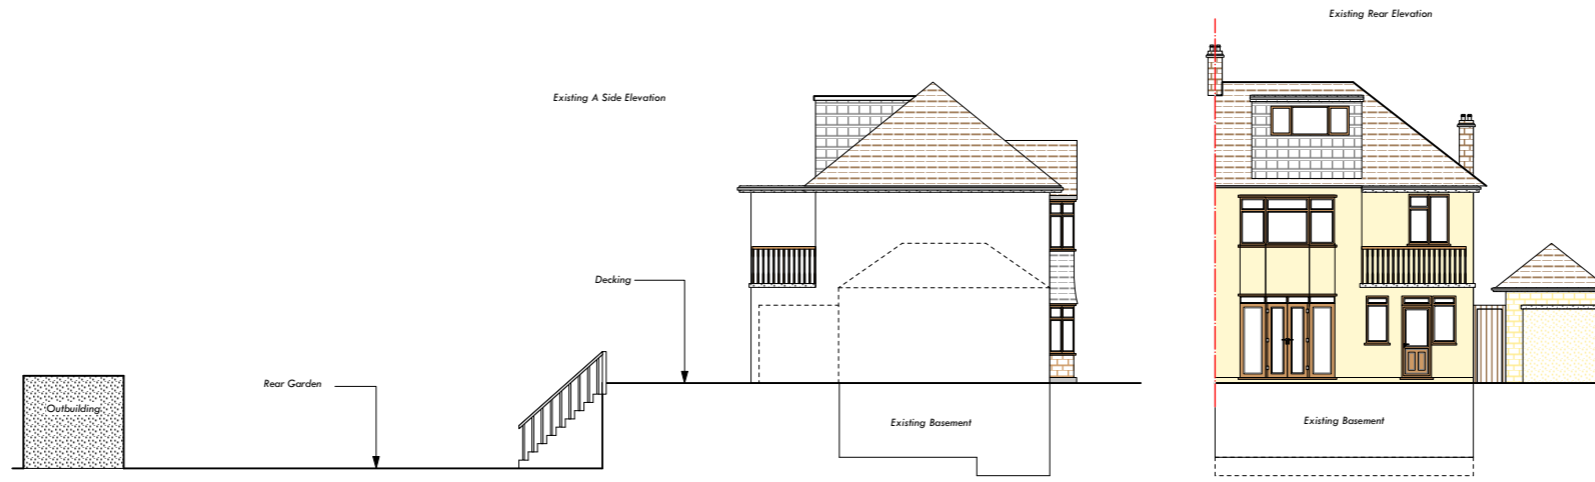 Existing Rear Elevation
Existing A Side Elevation
Decking
Rear Garden
Outbuilding
Existing Basement
Existing Basement